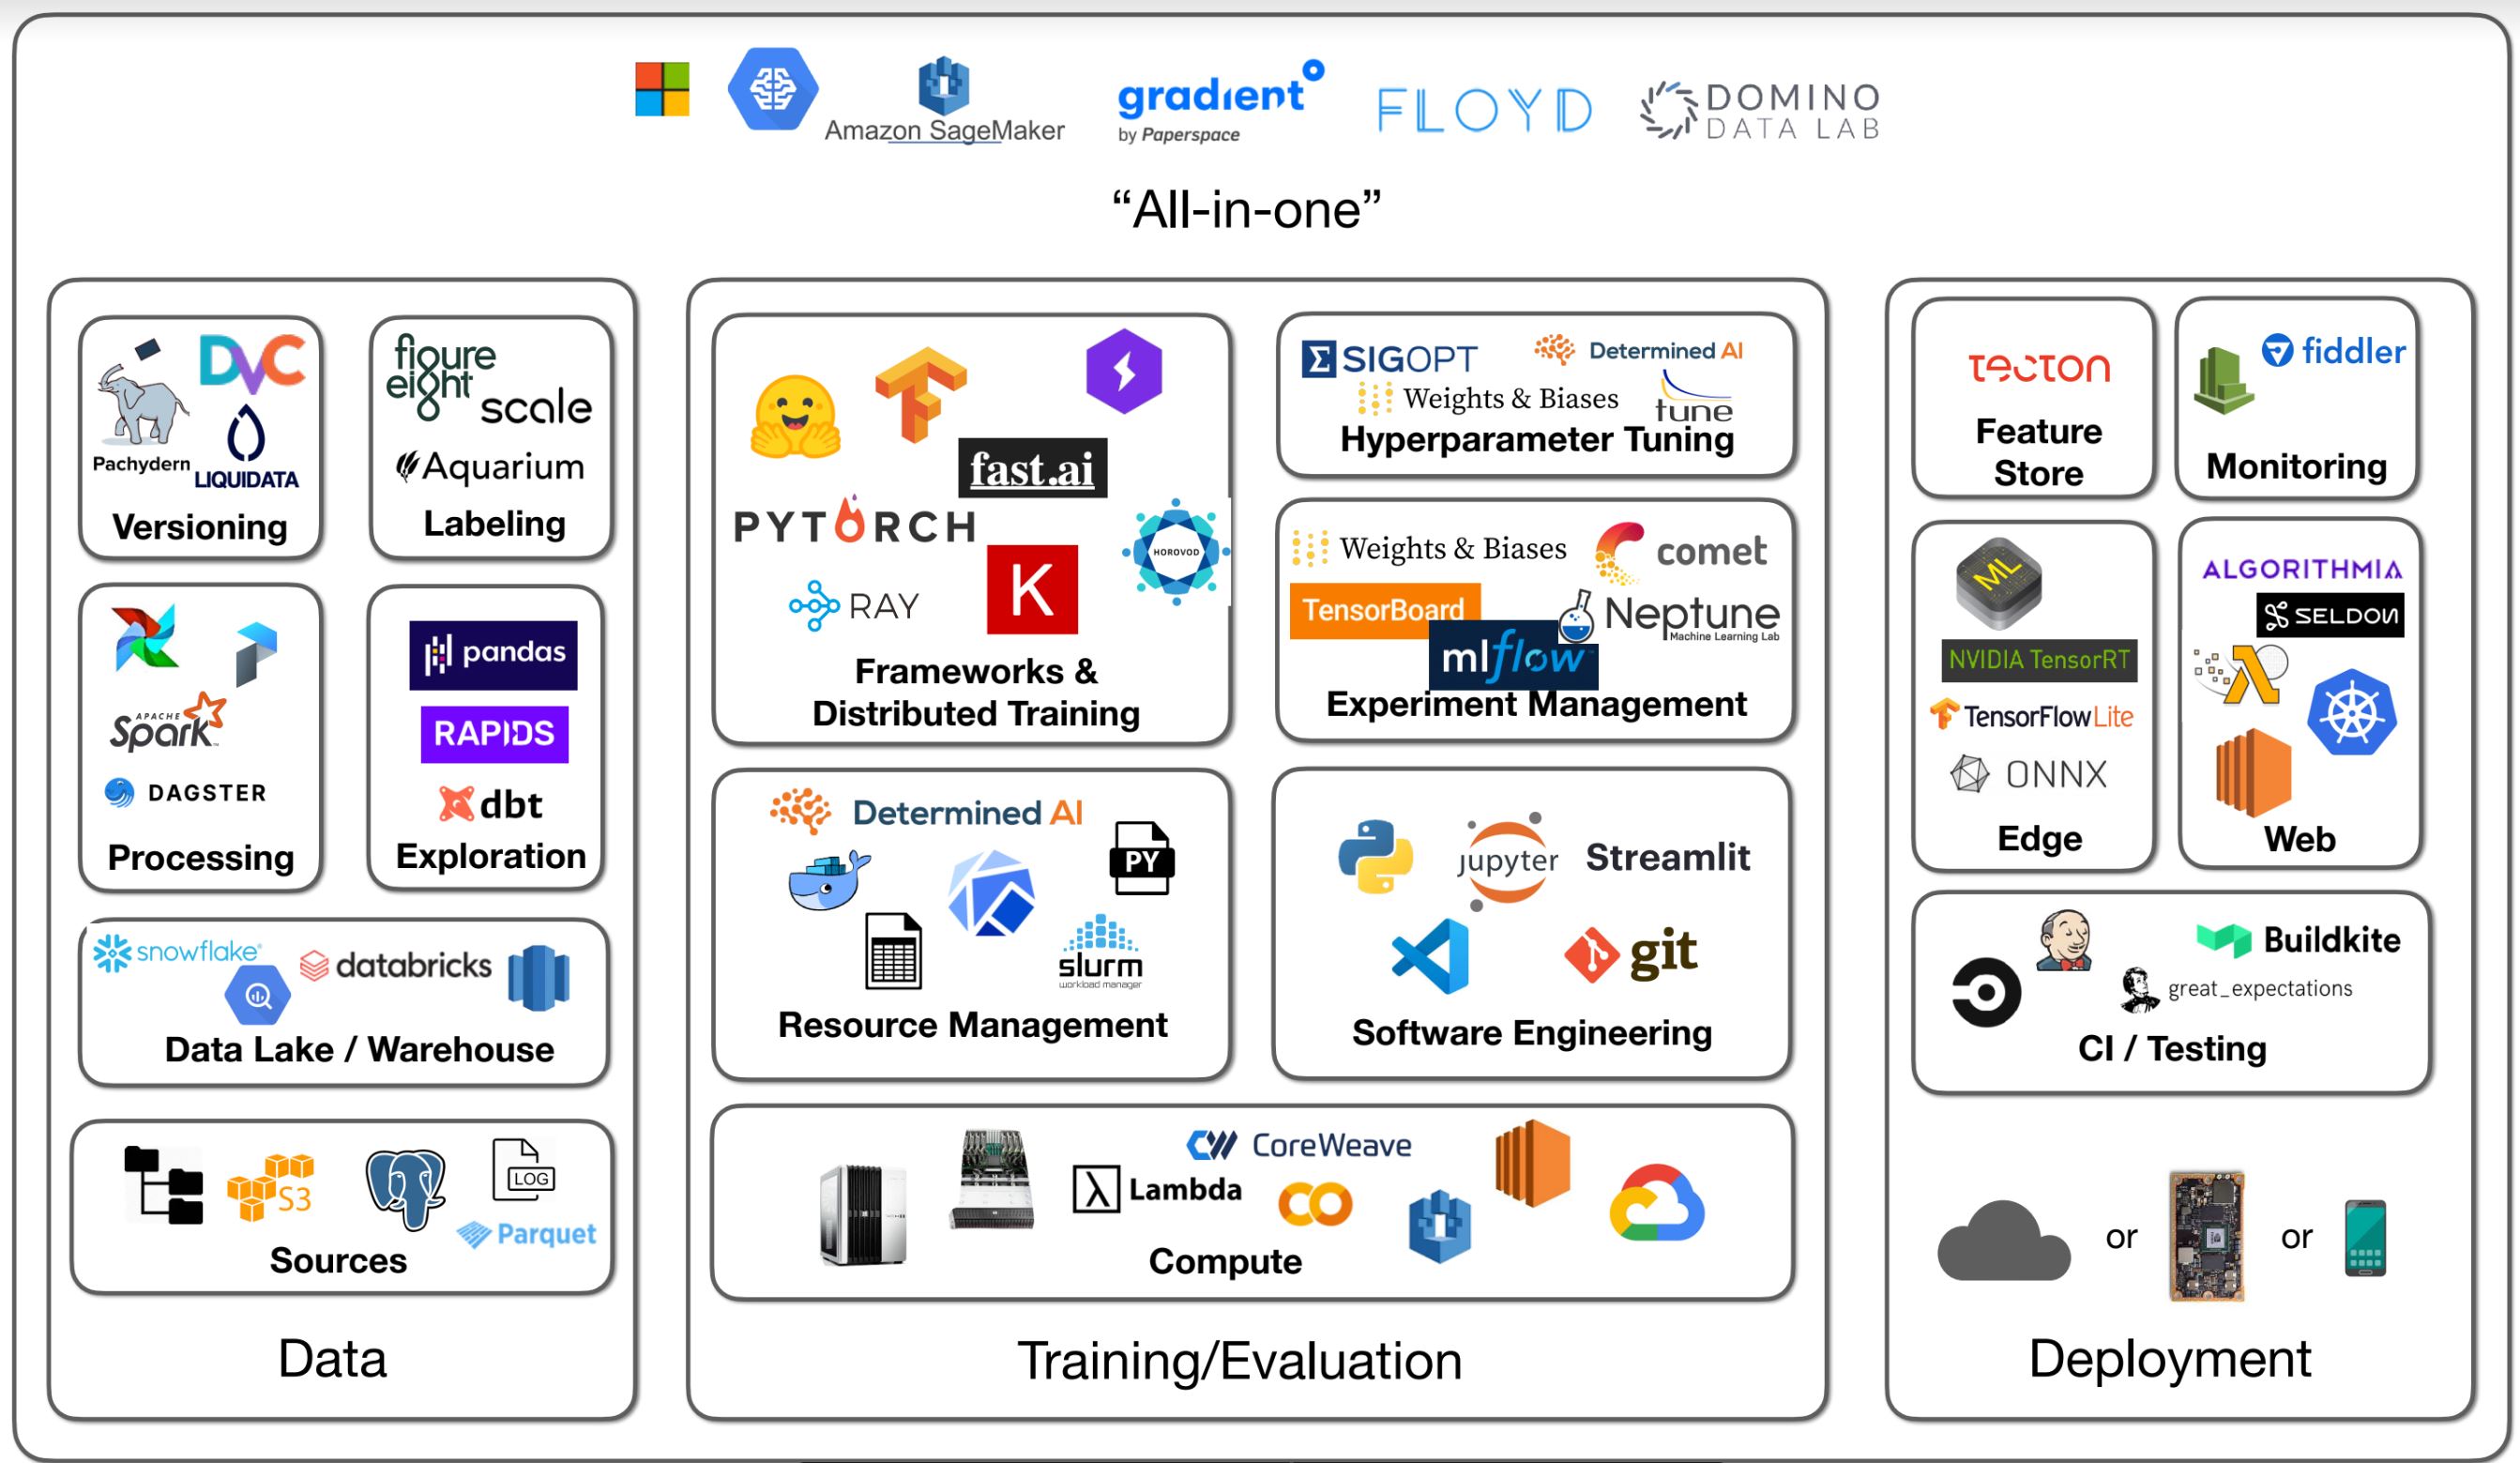 Amazon SageMaker
gradient
by Paperspace
FLOYD
DOMINO
DATA LAB
“All-in-one”
DVC
Pachydern
LIQUIDATA
Versioning
figure
eight
scale
Aquarium
Labeling
APACHE
Spark
DAGSTER
Processing
pandas
RAPIDS
dbt
Exploration
snowflake®
databricks
Data Lake / Warehouse
S3
LOG
Parquet
Sources
Data
fast.ai
PYTORCH
HOROVOD
RAY
K
Frameworks &
Distributed Training
SIGOPT
Determined AI
Weights & Biases
tune
Hyperparameter Tuning
Weights & Biases
comet
TensorBoard
Neptune
Machine Learning Lab
mlflow™
Experiment Management
Determined AI
PY
slurm
workload manager
Resource Management
jupyter
Streamlit
git
Software Engineering
CoreWeave
λ Lambda
Compute
Training/Evaluation
TECTON
Feature
Store
fiddler
Monitoring
ML
NVIDIA TensorRT
TensorFlow Lite
ONNX
Edge
ALGORITHMIA
SELDON
Web
Buildkite
great_expectations
CI / Testing
or
or
Deployment